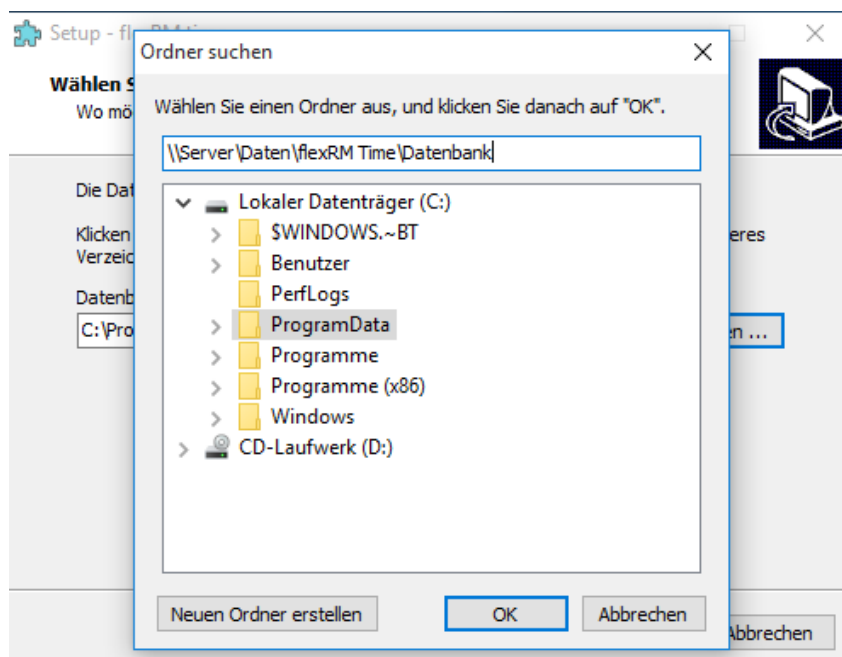 Setup - fl
Ordner suchen
Wählen S
Wo mö
Wählen Sie einen Ordner aus, und klicken Sie danach auf "OK".
\\Server\Daten\flexRM Time\Datenbank
Die Dat
Lokaler Datenträger (C:)
Klicken
$WINDOWS.~BT
eres
Verzeic
Benutzer
Datenb
PerfLogs
C:\Pro
ProgramData
en ...
Programme
Programme (x86)
Windows
CD-Laufwerk (D:)
Neuen Ordner erstellen
OK
Abbrechen
Abbrechen